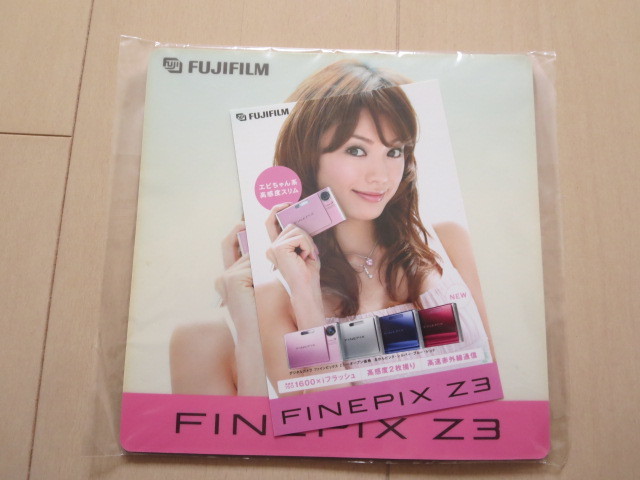 FUJIFILM
FUJIFILM
エビちゃん系
高感度スリム
NEW
1600×iフラッシュ 高感度2枚撮り 高速赤外線通信
FINEPIX Z3
FINEPIX Z3